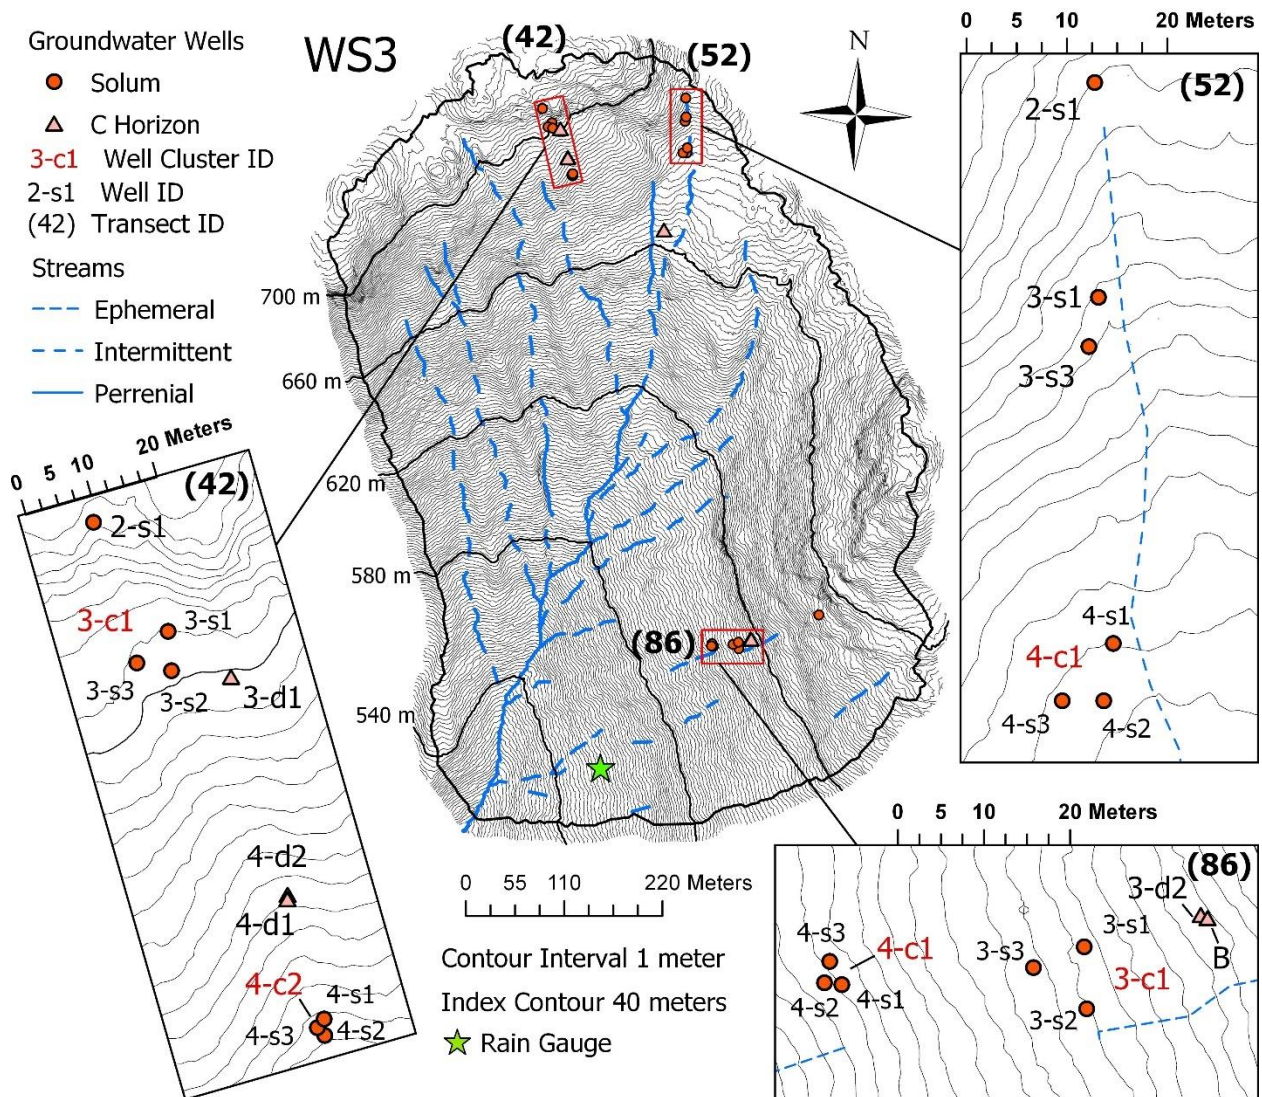 Groundwater Wells
Solum
C Horizon
3-c1 Well Cluster ID
2-s1 Well ID
(42) Transect ID
Streams
Ephemeral
Intermittent
Perrenial
WS3
(42)
(52)
N
700 m
660 m
620 m
580 m
540 m
(86)
0 55 110 220 Meters
Contour Interval 1 meter
Index Contour 40 meters
Rain Gauge
0 5 10 20 Meters
(52)
2-s1
3-s1
3-s3
4-s1
4-c1
4-s3
4-s2
0 5 10 20 Meters
(42)
2-s1
3-c1
3-s1
3-s3
3-s2
3-d1
4-d2
4-d1
4-c2
4-s1
4-s3
4-s2
0 5 10 20 Meters
(86)
3-d2
4-s3
4-c1
3-s3
3-s1
B
4-s2
4-s1
3-c1
3-s2